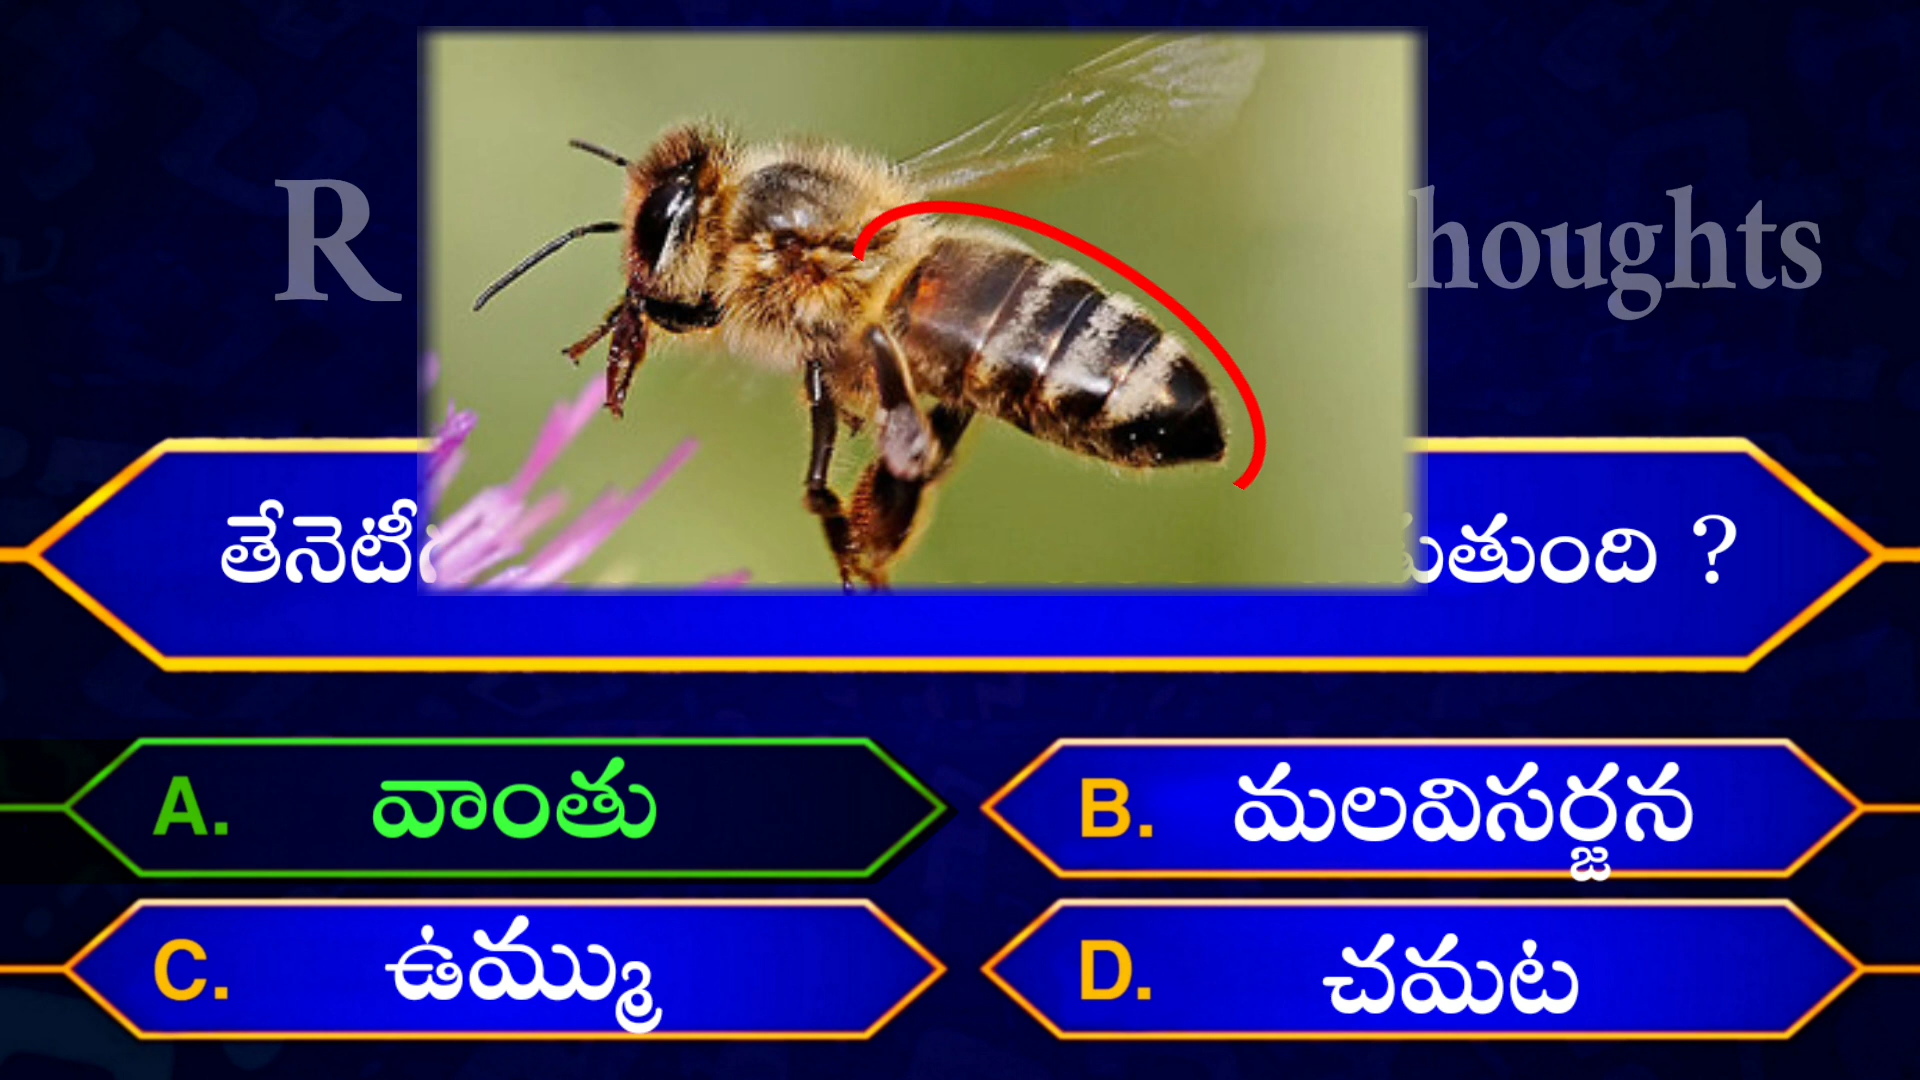 R houghts
తేనెటీ తుంది ?
A. వాంతు
B. మలవిసర్జన
C. ఉమ్ము
D. చమట